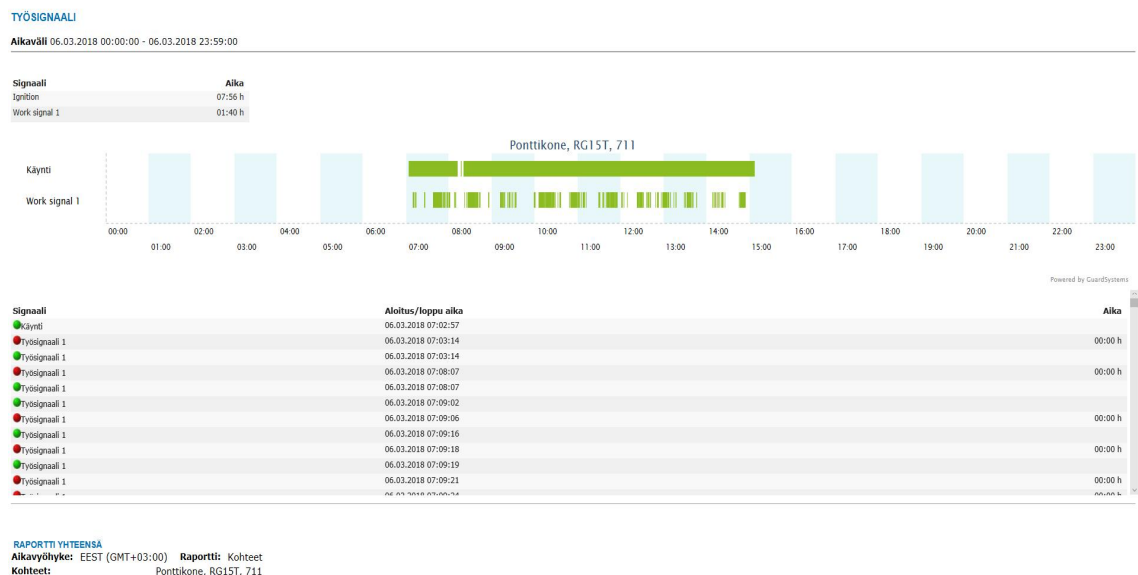 TYÖSIGNAALI
Aikaväli 06.03.2018 00:00:00 - 06.03.2018 23:59:00
Signaali Aika
Ignition 07:56 h
Work signal 1 01:40 h
Ponttikone, RG15T, 711
Käynti
Work signal 1
00:00 02:00 04:00 06:00 08:00 10:00 12:00 14:00 16:00 18:00 20:00 22:00
01:00 03:00 05:00 07:00 09:00 11:00 13:00 15:00 17:00 19:00 21:00 23:00
Powered by GuardSystems
Signaali Aloitus/loppu aika Aika
Käynti 06.03.2018 07:02:57
Työsignaali 1 06.03.2018 07:03:14 00:00 h
Työsignaali 1 06.03.2018 07:03:14
Työsignaali 1 06.03.2018 07:08:07 00:00 h
Työsignaali 1 06.03.2018 07:08:07
Työsignaali 1 06.03.2018 07:09:02
Työsignaali 1 06.03.2018 07:09:06 00:00 h
Työsignaali 1 06.03.2018 07:09:16
Työsignaali 1 06.03.2018 07:09:18 00:00 h
Työsignaali 1 06.03.2018 07:09:19
Työsignaali 1 06.03.2018 07:09:21 00:00 h
RAPORTTI YHTEENSÄ
Aikavyöhyke: EEST (GMT+03:00) Raportti: Kohteet
Kohteet: Ponttikone, RG15T, 711